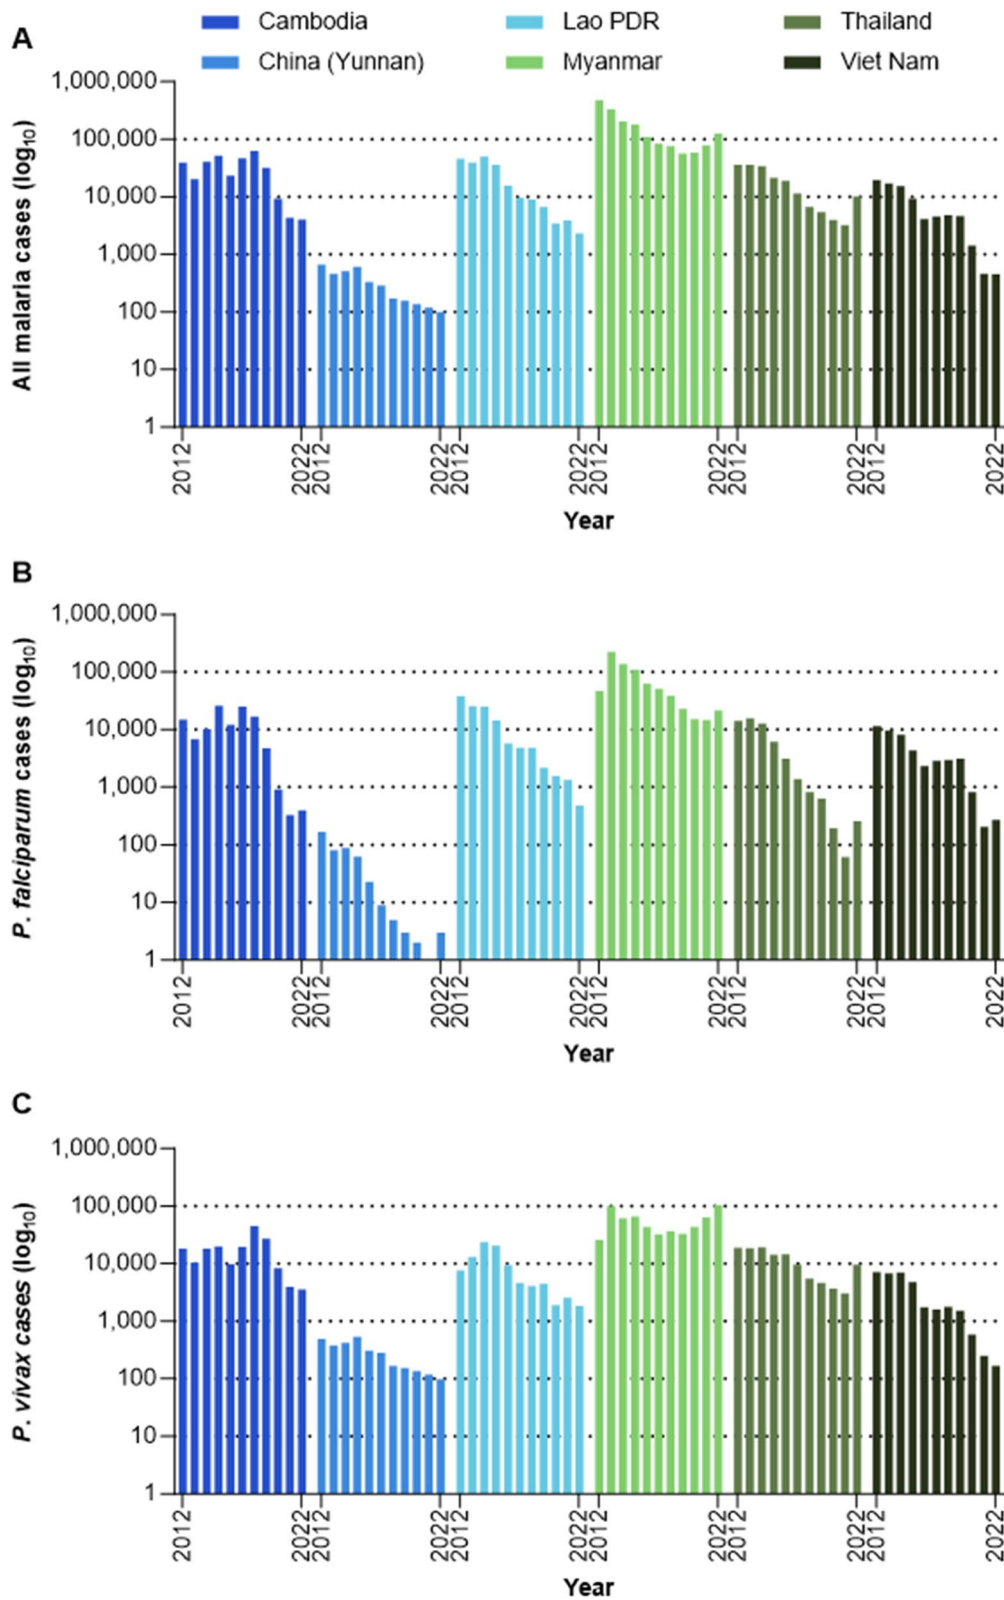 A
Cambodia Lao PDR Thailand
China (Yunnan) Myanmar Viet Nam
All malaria cases (log10)
1,000,000
100,000
10,000
1,000
100
10
1
2012 2022 2012 2022 2012 2022 2012 2022 2012 2022 2012 2022
Year
B
P. falciparum cases (log10)
1,000,000
100,000
10,000
1,000
100
10
1
2012 2022 2012 2022 2012 2022 2012 2022 2012 2022 2012 2022
Year
C
P. vivax cases (log10)
1,000,000
100,000
10,000
1,000
100
10
1
2012 2022 2012 2022 2012 2022 2012 2022 2012 2022 2012 2022
Year